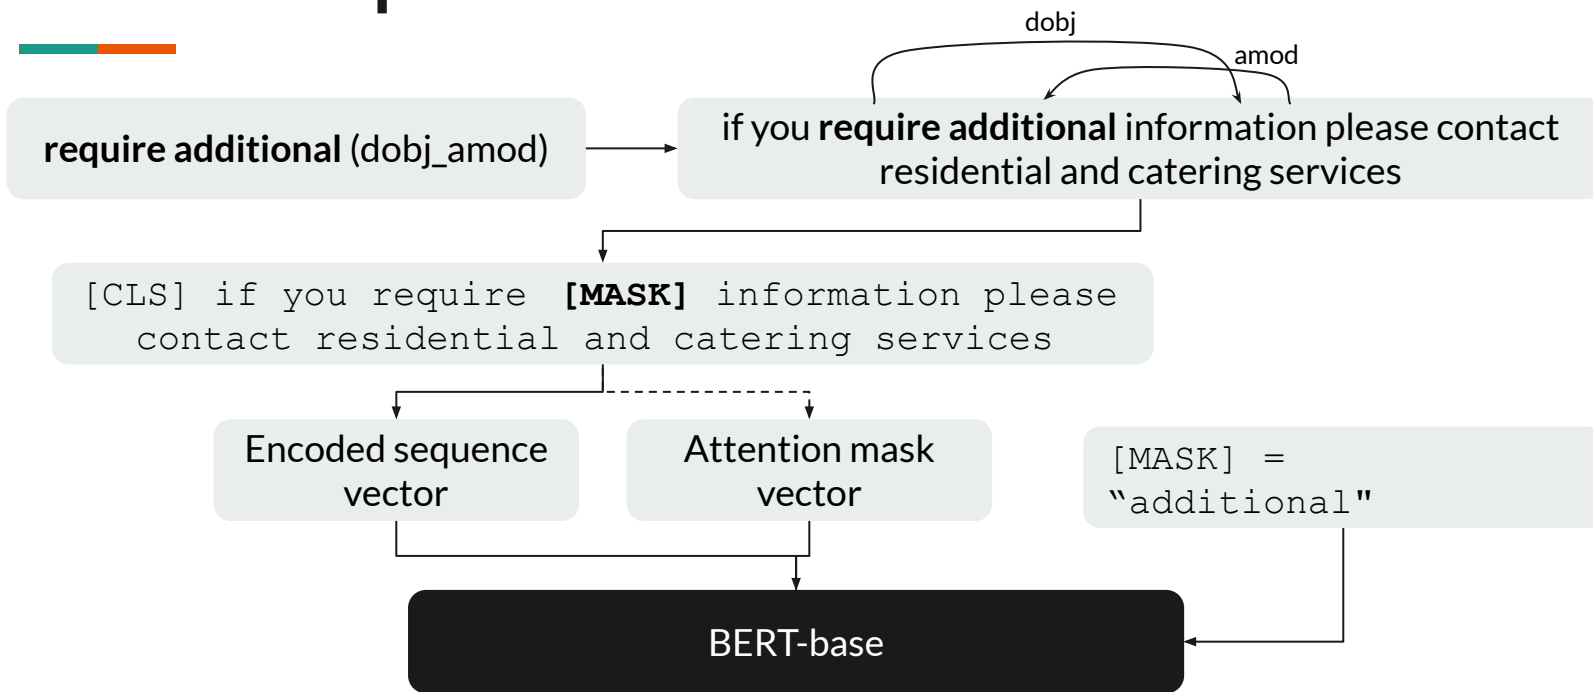 dobj
amod
require additional (dobj_amod)
if you require additional information please contact
residential and catering services
[CLS] if you require [MASK] information please
contact residential and catering services
Encoded sequence
vector
Attention mask
vector
[MASK] =
“additional"
BERT-base